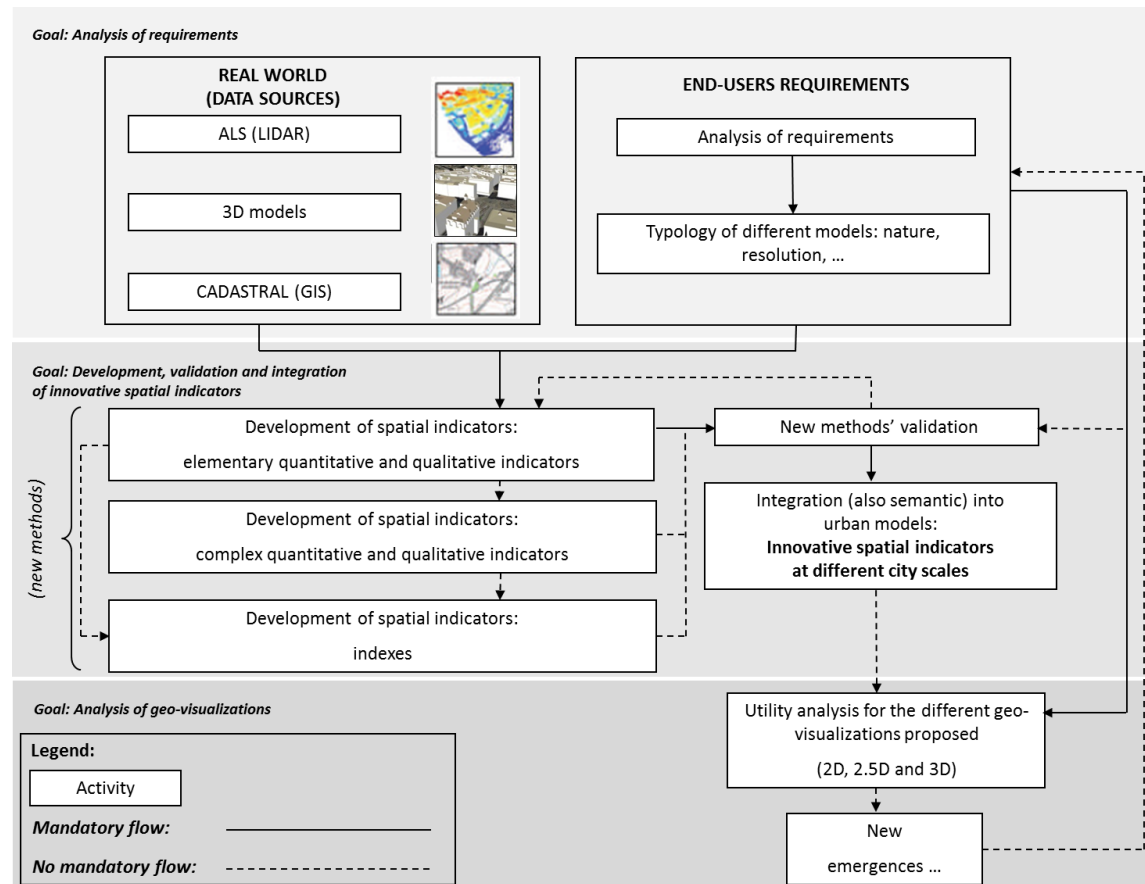 Goal: Analysis of requirements
REAL WORLD
(DATA SOURCES)
ALS (LIDAR)
3D models
CADASTRAL (GIS)
END-USERS REQUIREMENTS
Analysis of requirements
Typology of different models: nature,
resolution, ...
Goal: Development, validation and integration
of innovative spatial indicators
(new methods)
Development of spatial indicators:
elementary quantitative and qualitative indicators
Development of spatial indicators:
complex quantitative and qualitative indicators
Development of spatial indicators:
indexes
New methods' validation
Integration (also semantic) into
urban models:
Innovative spatial indicators
at different city scales
Goal: Analysis of geo-visualizations
Utility analysis for the different geo-
visualizations proposed
(2D, 2.5D and 3D)
New
emergences ...
Legend:
Activity
Mandatory flow:
No mandatory flow: